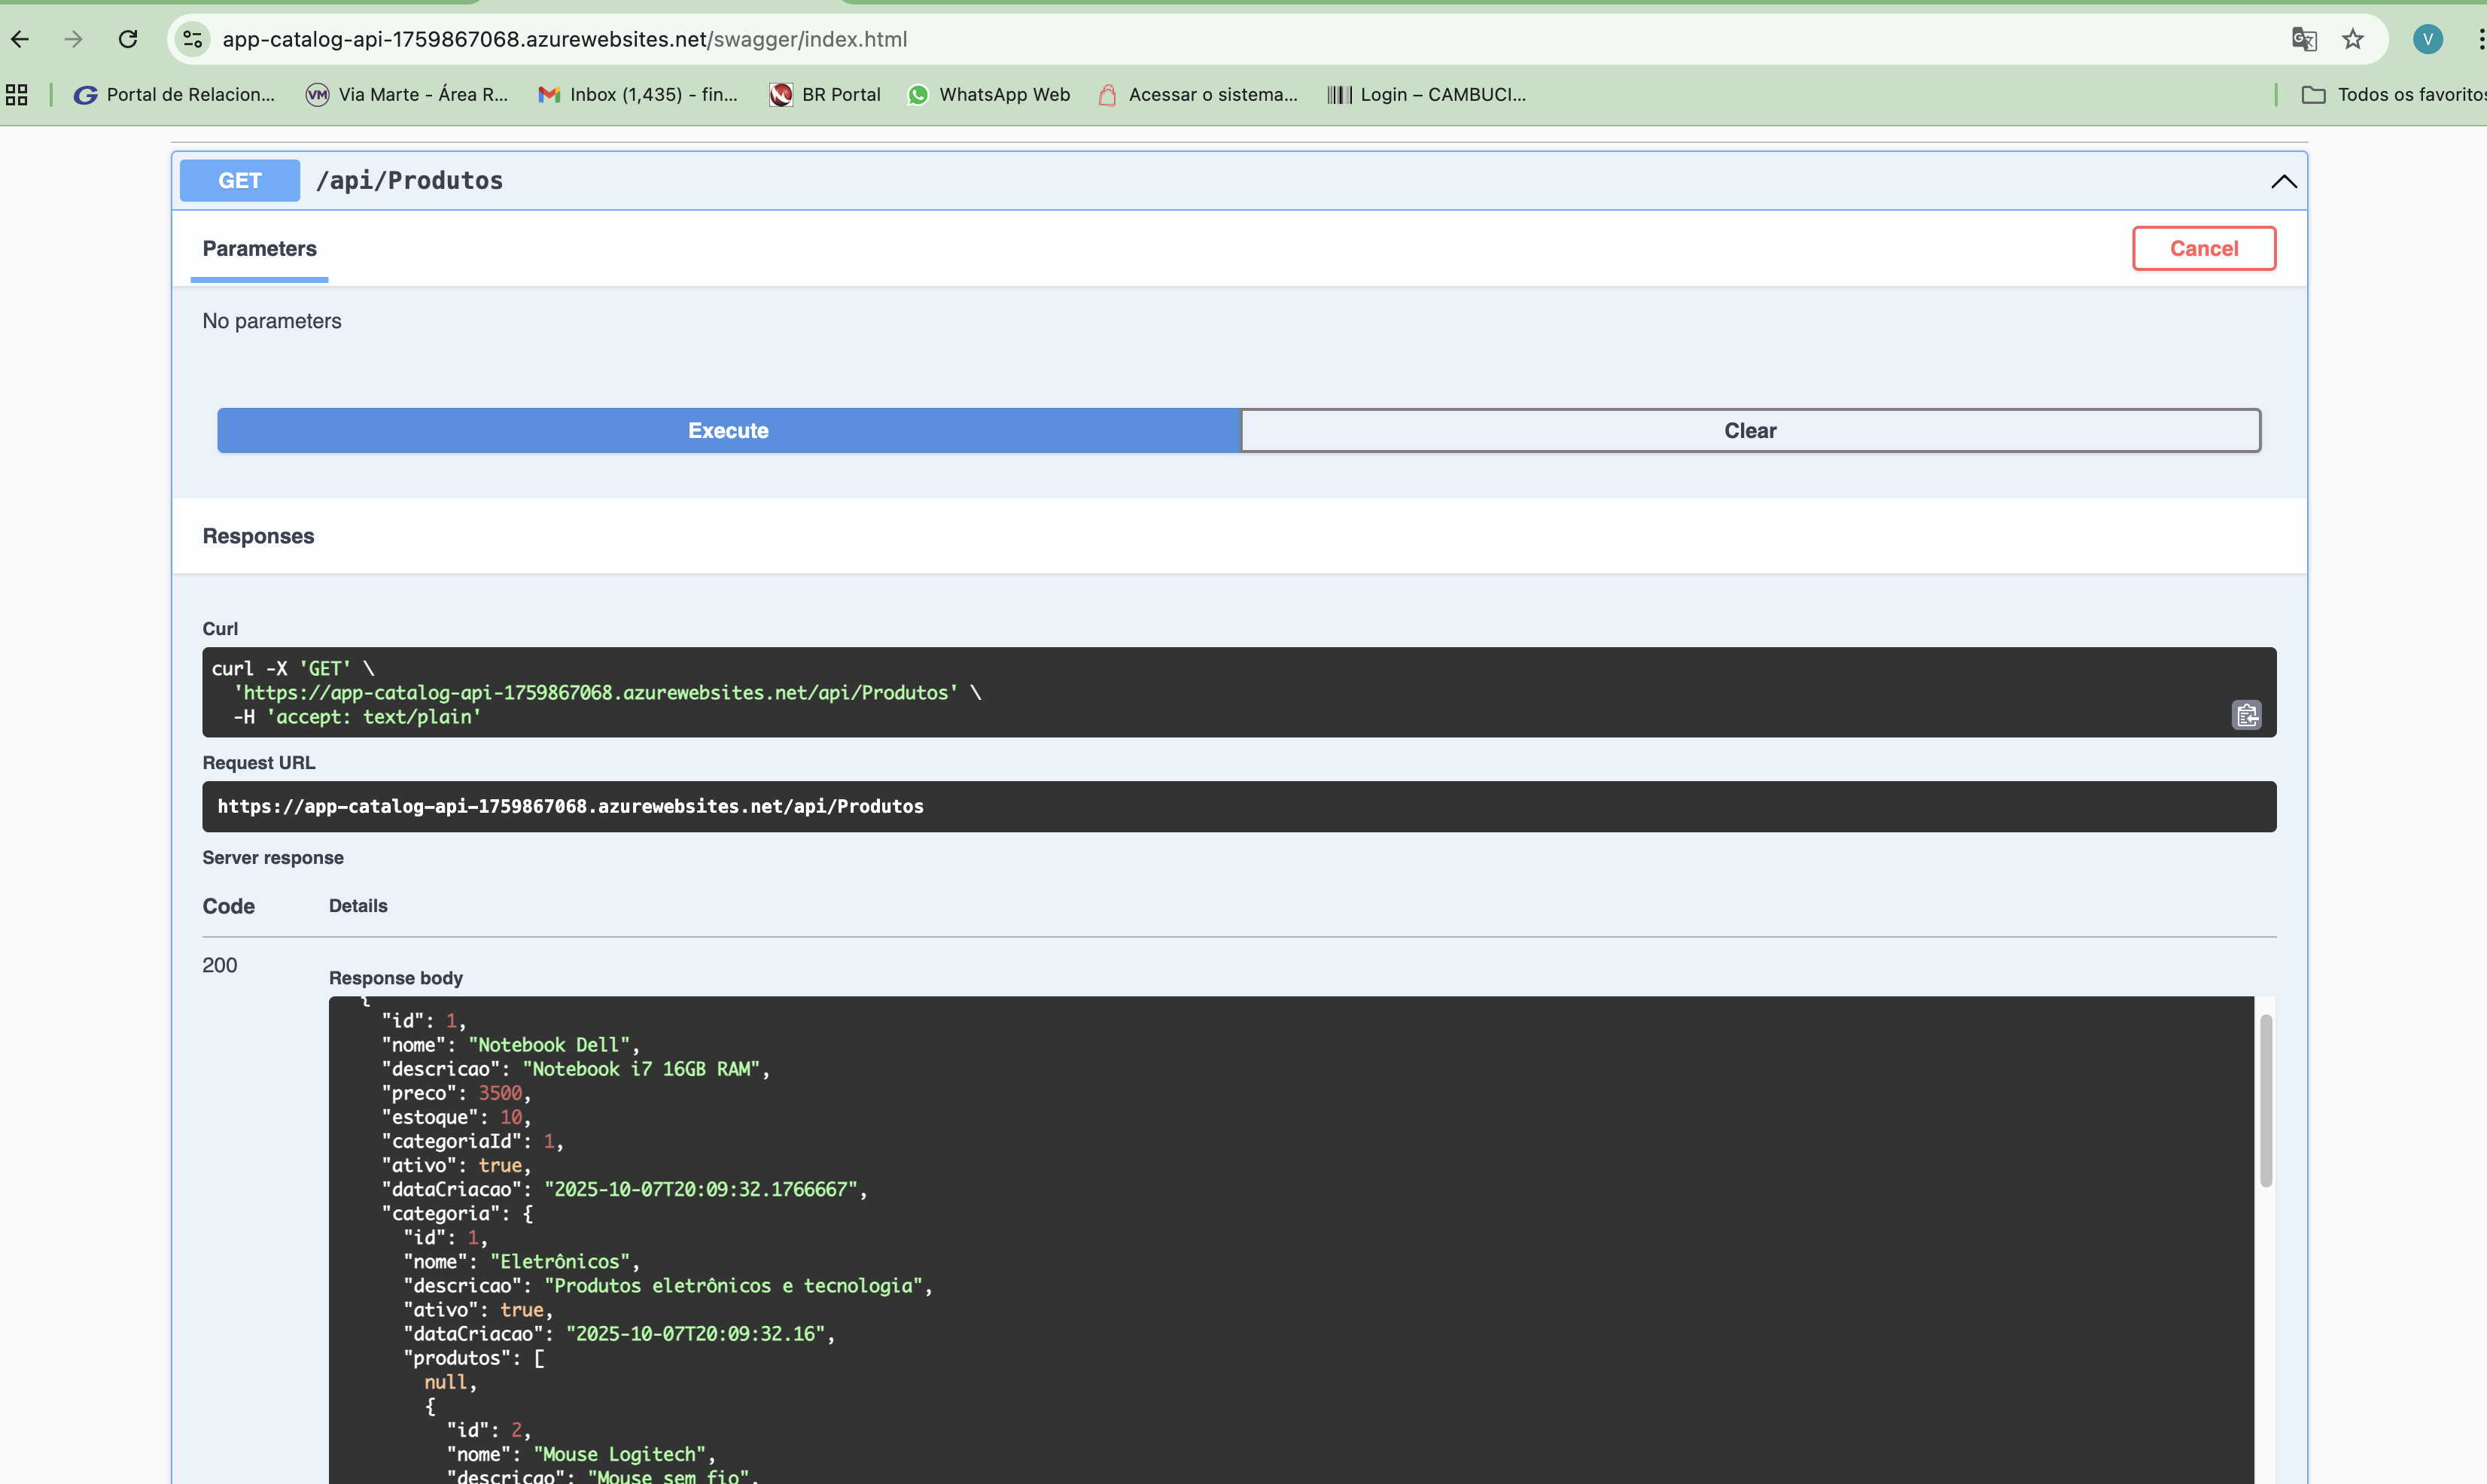 app-catalog-api-1759867068.azurewebsites.net/swagger/index.html
V
Portal de Relacion...
VM Via Marte - Área R...
Inbox (1,435) - fin...
BR Portal
WhatsApp Web
Acessar o sistema...
Login – CAMBUCI...
Todos os favoritos
GET /api/Produtos
Parameters
Cancel
No parameters
Execute
Clear
Responses
Curl
curl -X 'GET' \
'https://app-catalog-api-1759867068.azurewebsites.net/api/Produtos' \
-H 'accept: text/plain'
Request URL
https://app-catalog-api-1759867068.azurewebsites.net/api/Produtos
Server response
Code Details
200
Response body
{
"id": 1,
"nome": "Notebook Dell",
"descricao": "Notebook i7 16GB RAM",
"preco": 3500,
"estoque": 10,
"categoriaId": 1,
"ativo": true,
"dataCriacao": "2025-10-07T20:09:32.1766667",
"categoria": {
"id": 1,
"nome": "Eletrônicos",
"descricao": "Produtos eletrônicos e tecnologia",
"ativo": true,
"dataCriacao": "2025-10-07T20:09:32.16",
"produtos": [
null,
{
"id": 2,
"nome": "Mouse Logitech",
"descricao": "Mouse sem fio",